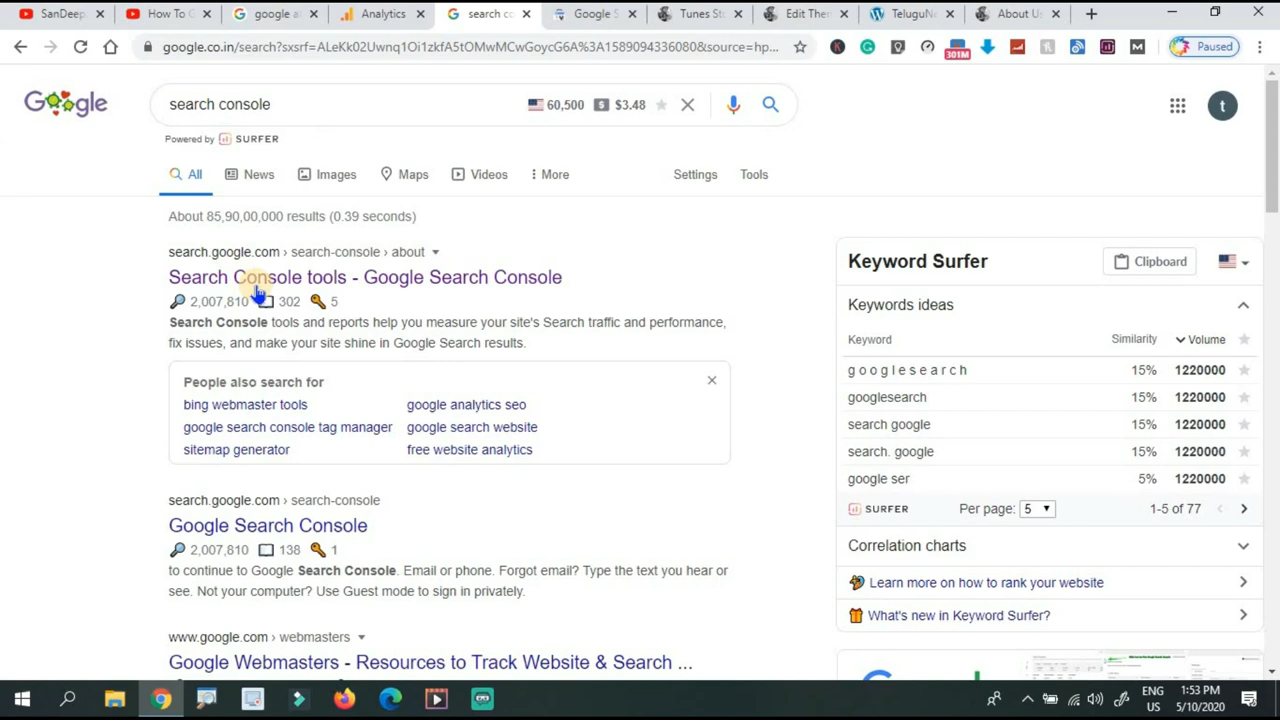 SanDeep
How To G
google a
Analytics
search co
Google S
Tunes Sto
Edit Them
TeluguNe
About Us
google.co.in/search?sxsrf=ALeKk02Uwnq1Oi1zkfA5tOMwMCwGoycG6A%3A1589094336080&source=hp...
301M
Paused
Google
search console
60,500
$3.48
t
Powered by SURFER
All
News
Images
Maps
Videos
More
Settings
Tools
About 85,90,00,000 results (0.39 seconds)
search.google.com › search-console › about
Search Console tools - Google Search Console
2,007,810 302 5
Search Console tools and reports help you measure your site's Search traffic and performance,
fix issues, and make your site shine in Google Search results.
People also search for
bing webmaster tools
google analytics seo
google search console tag manager
google search website
sitemap generator
free website analytics
search.google.com › search-console
Google Search Console
2,007,810 138 1
to continue to Google Search Console. Email or phone. Forgot email? Type the text you hear or
see. Not your computer? Use Guest mode to sign in privately.
www.google.com › webmasters
Google Webmasters - Resources to Track Website & Search ...
Keyword Surfer
Clipboard
Keywords ideas
Keyword Similarity Volume
g o o g l e s e a r c h 15% 1220000
googlesearch 15% 1220000
search google 15% 1220000
search. google 15% 1220000
google ser 5% 1220000
SURFER Per page: 5 1-5 of 77
Correlation charts
Learn more on how to rank your website
What's new in Keyword Surfer?
ENG
US
1:53 PM
5/10/2020